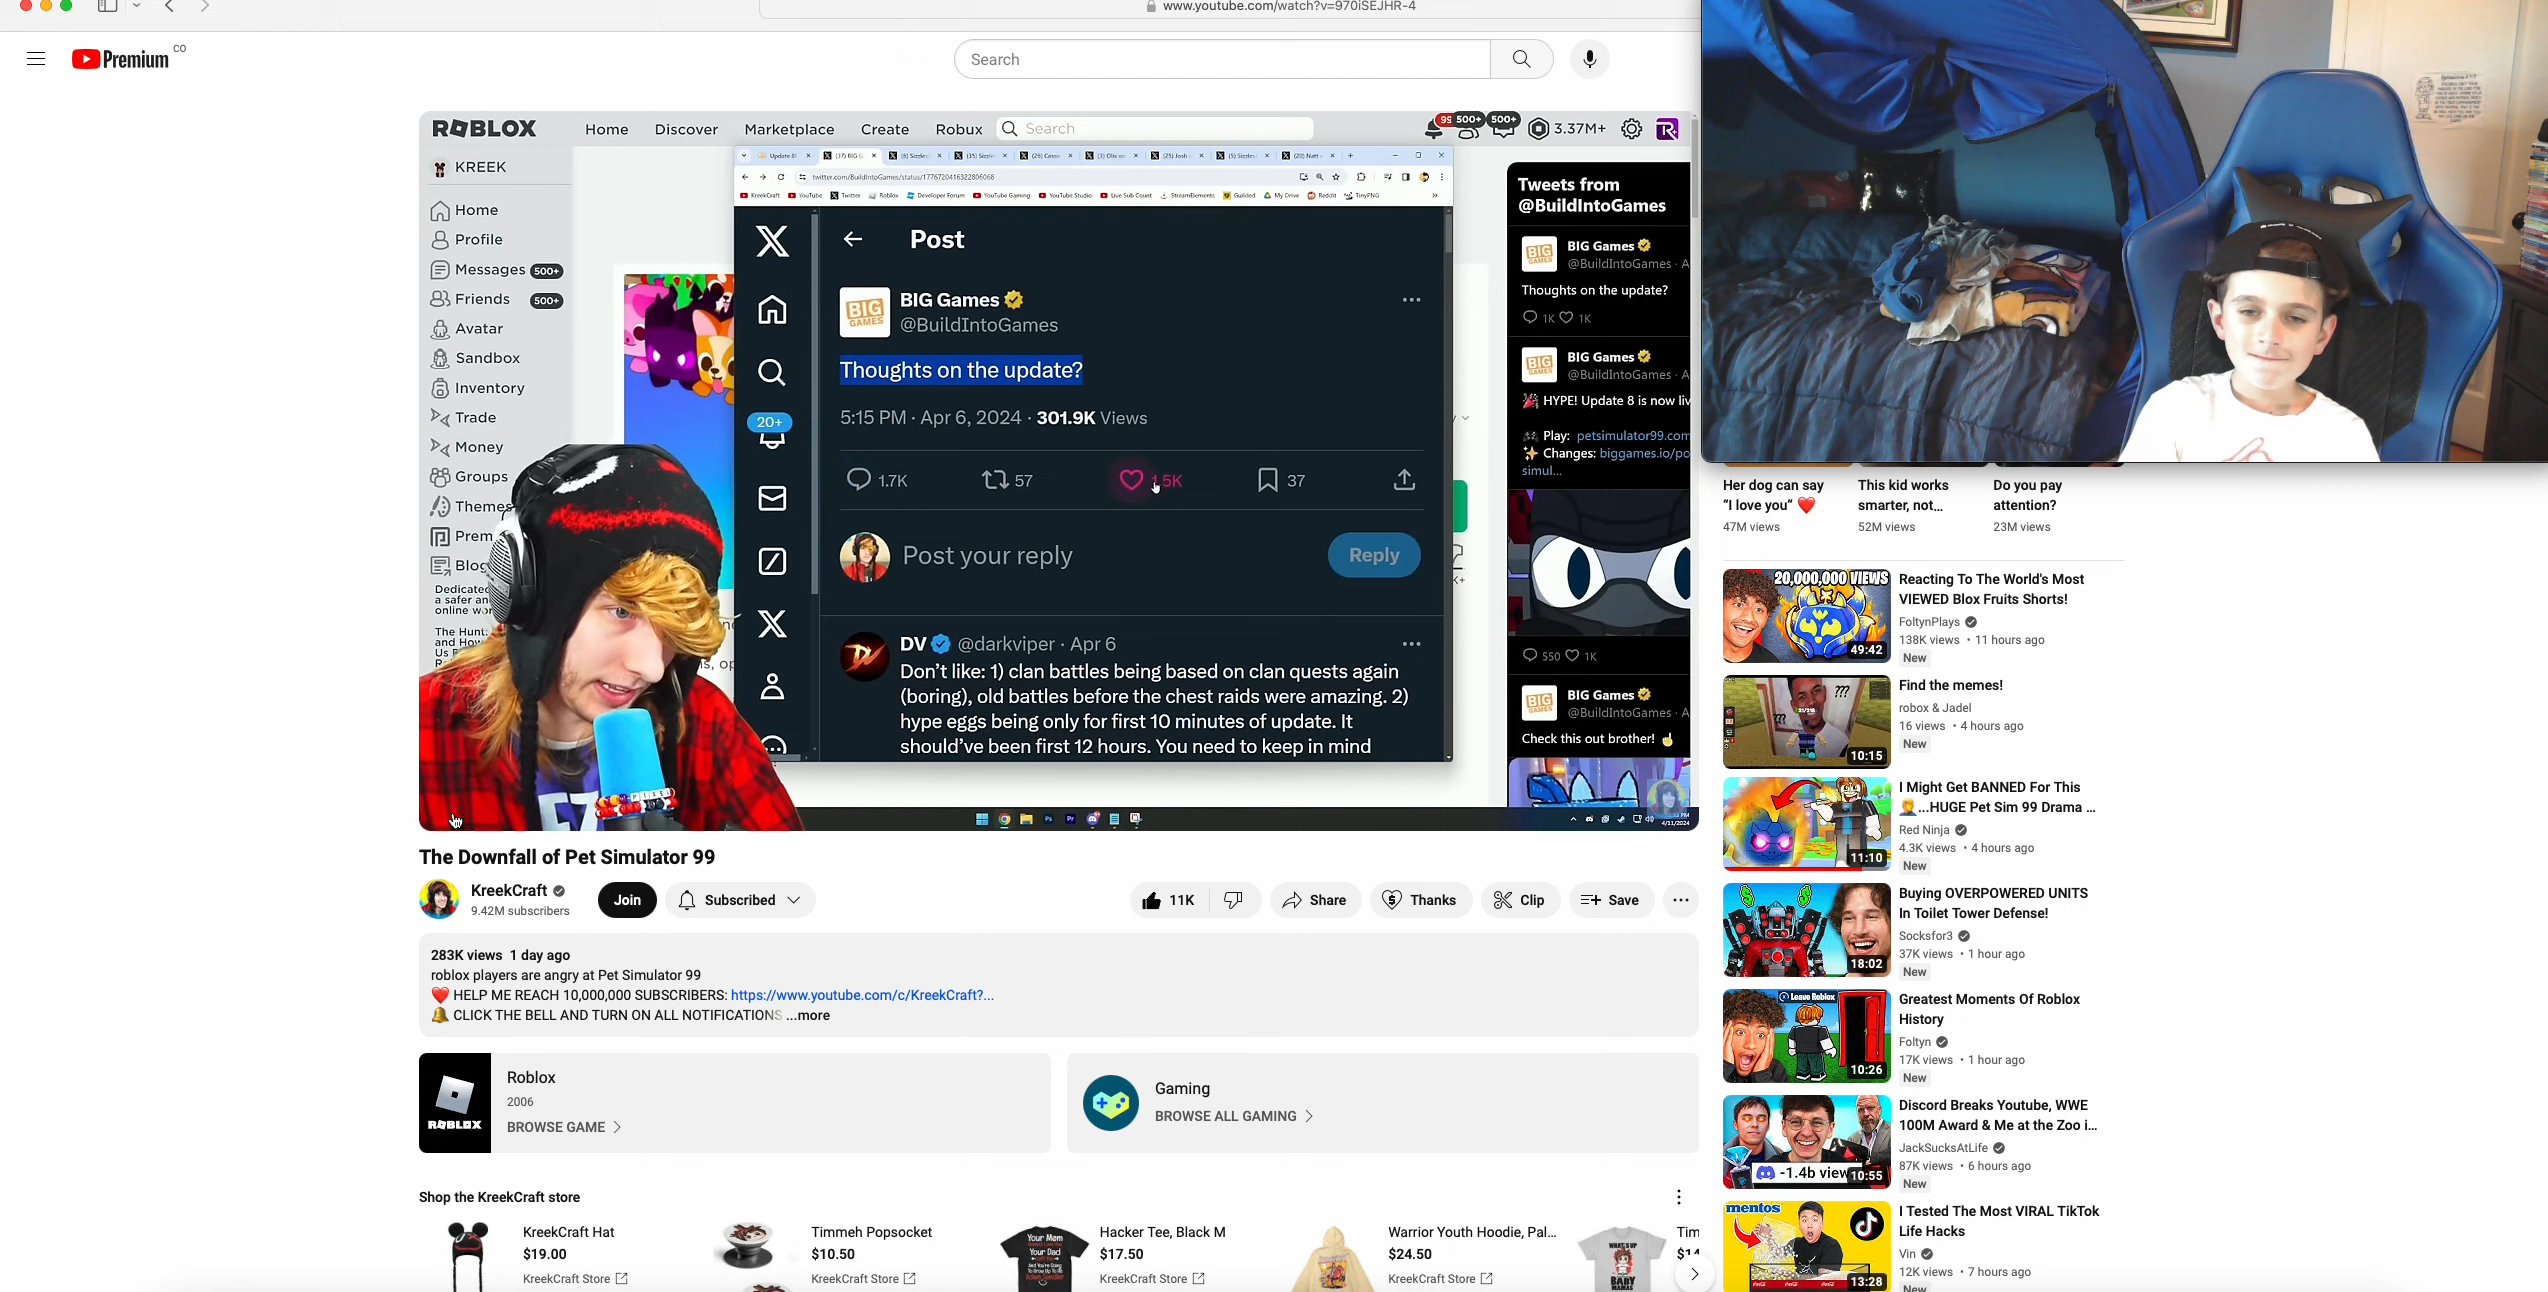 www.youtube.com/watch?v=970iSEJHR-4
Premium CO
Search
ROBLOX
Home Discover Marketplace Create Robux Search
99 500+ 500+ 3.37M+
KREEK
Home
Profile
Messages 500+
Friends 500+
Avatar
Sandbox
Inventory
Trade
Money
Groups
Themes
Prem
Blog
Dedicated
a safer an
online wor
The Hunt:
and How
twitter.com/BuildIntoGames/status/1776720416322806068
KreekCraft YouTube Twitter Roblox Developer Forum YouTube Gaming YouTube Studio Live Sub Count StreamElements Guilded My Drive Reddit TinyPNG
Post
BIG Games
@BuildIntoGames
Thoughts on the update?
5:15 PM · Apr 6, 2024 · 301.9K Views
1.7K 57 1.5K 37
20+
Post your reply
Reply
DV @darkviper · Apr 6
Don't like: 1) clan battles being based on clan quests again
(boring), old battles before the chest raids were amazing. 2)
hype eggs being only for first 10 minutes of update. It
should've been first 12 hours. You need to keep in mind
Tweets from
@BuildIntoGames
BIG Games
@BuildIntoGames · A
Thoughts on the update?
1K 1K
BIG Games
@BuildIntoGames · A
HYPE! Update 8 is now liv
Play: petsimulator99.com
Changes: biggames.io/po
simul...
550 1K
BIG Games
@BuildIntoGames · A
Check this out brother!
4/11/2024
The Downfall of Pet Simulator 99
KreekCraft
9.42M subscribers
Join
Subscribed
11K
Share
Thanks
Clip
Save
283K views 1 day ago
roblox players are angry at Pet Simulator 99
HELP ME REACH 10,000,000 SUBSCRIBERS: https://www.youtube.com/c/KreekCraft?...
CLICK THE BELL AND TURN ON ALL NOTIFICATIONS ...more
ROBLOX
Roblox
2006
BROWSE GAME
Gaming
BROWSE ALL GAMING
Shop the KreekCraft store
KreekCraft Hat
$19.00
KreekCraft Store
Timmeh Popsocket
$10.50
KreekCraft Store
Your Mom
Your Dad
Hacker Tee, Black M
$17.50
KreekCraft Store
Warrior Youth Hoodie, Pal...
$24.50
KreekCraft Store
WHAT'S UP
BABY
MAMAS
Tim
$14
Her dog can say
"I love you"
47M views
This kid works
smarter, not...
52M views
Do you pay
attention?
23M views
20,000,000 VIEWS
49:42
Reacting To The World's Most
VIEWED Blox Fruits Shorts!
FoltynPlays
138K views • 11 hours ago
New
???
10:15
Find the memes!
robox & Jadel
16 views • 4 hours ago
New
11:10
I Might Get BANNED For This
...HUGE Pet Sim 99 Drama ...
Red Ninja
4.3K views • 4 hours ago
New
18:02
Buying OVERPOWERED UNITS
In Toilet Tower Defense!
Socksfor3
37K views • 1 hour ago
New
Leave Roblox
10:26
Greatest Moments Of Roblox
History
Foltyn
17K views • 1 hour ago
New
-1.4b view
10:55
Discord Breaks Youtube, WWE
100M Award & Me at the Zoo i...
JackSucksAtLife
87K views • 6 hours ago
New
mentos
13:28
I Tested The Most VIRAL TikTok
Life Hacks
Vin
12K views • 7 hours ago
New